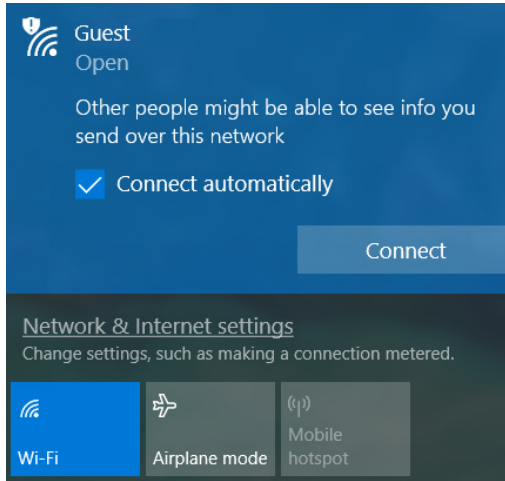 Guest
Open
Other people might be able to see info you
send over this network
Connect automatically
Connect
Network & Internet settings
Change settings, such as making a connection metered.
Wi-Fi
Airplane mode
Mobile
hotspot